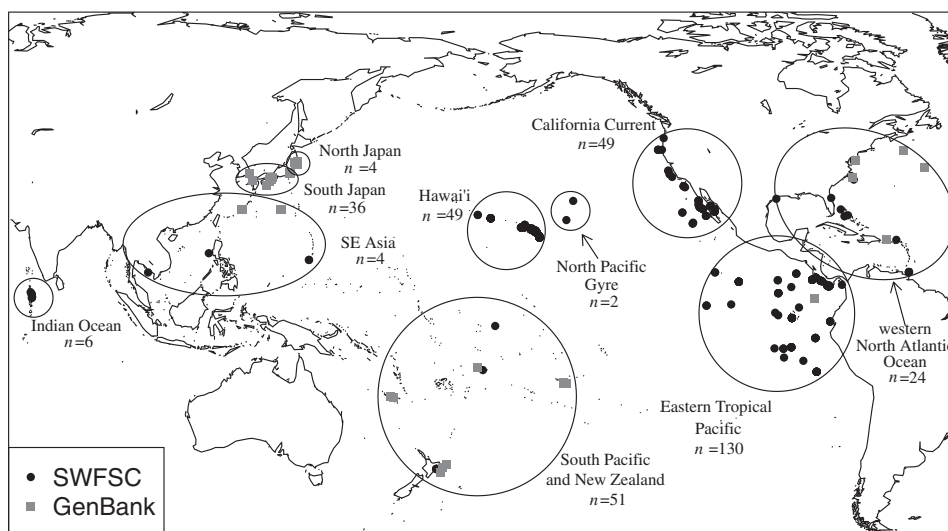 California Current
n=49
North Japan
n =4
South Japan
n=36
Hawai'i
n =49
SE Asia
n=4
North Pacific
Gyre
n=2
Indian Ocean
n=6
western
North Atlantic
Ocean
n=24
Eastern Tropical
Pacific
n =130
South Pacific
and New Zealand
n=51
SWFSC
GenBank